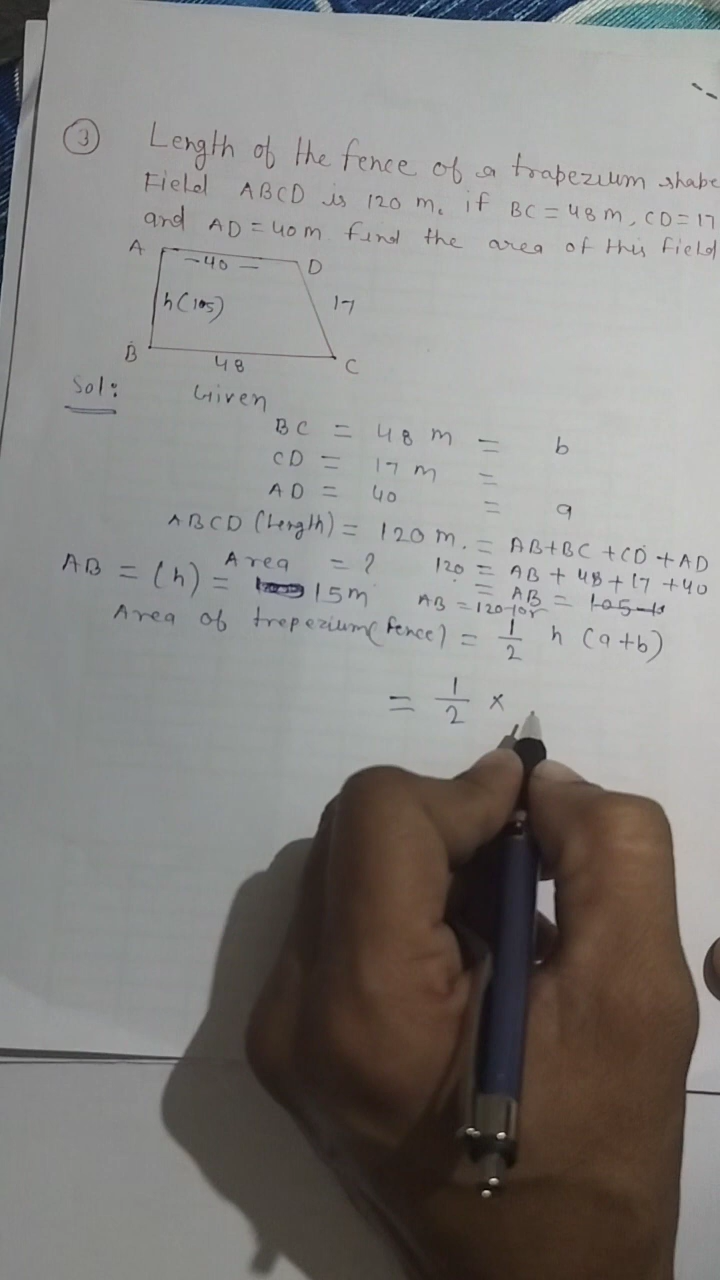 ③ Length of the fence of a trapezium shape
Field ABCD is 120 m. if BC = 48 m, CD = 17
and AD = 40 m find the area of this field
A
– 40 –
D
h(105)
17
B
48
C
Sol: Given
BC = 48 m = b
CD = 17 m =
AD = 40 = a
ABCD (Length) = 120 m. = AB + BC + CD + AD
Area = ? 120 = AB + 48 + 17 + 40
AB = (h) = 15m
= AB = 105
AB = 120-105
Area of trepezium (fence) = 1/2 h (a+b)
= 1/2 ×